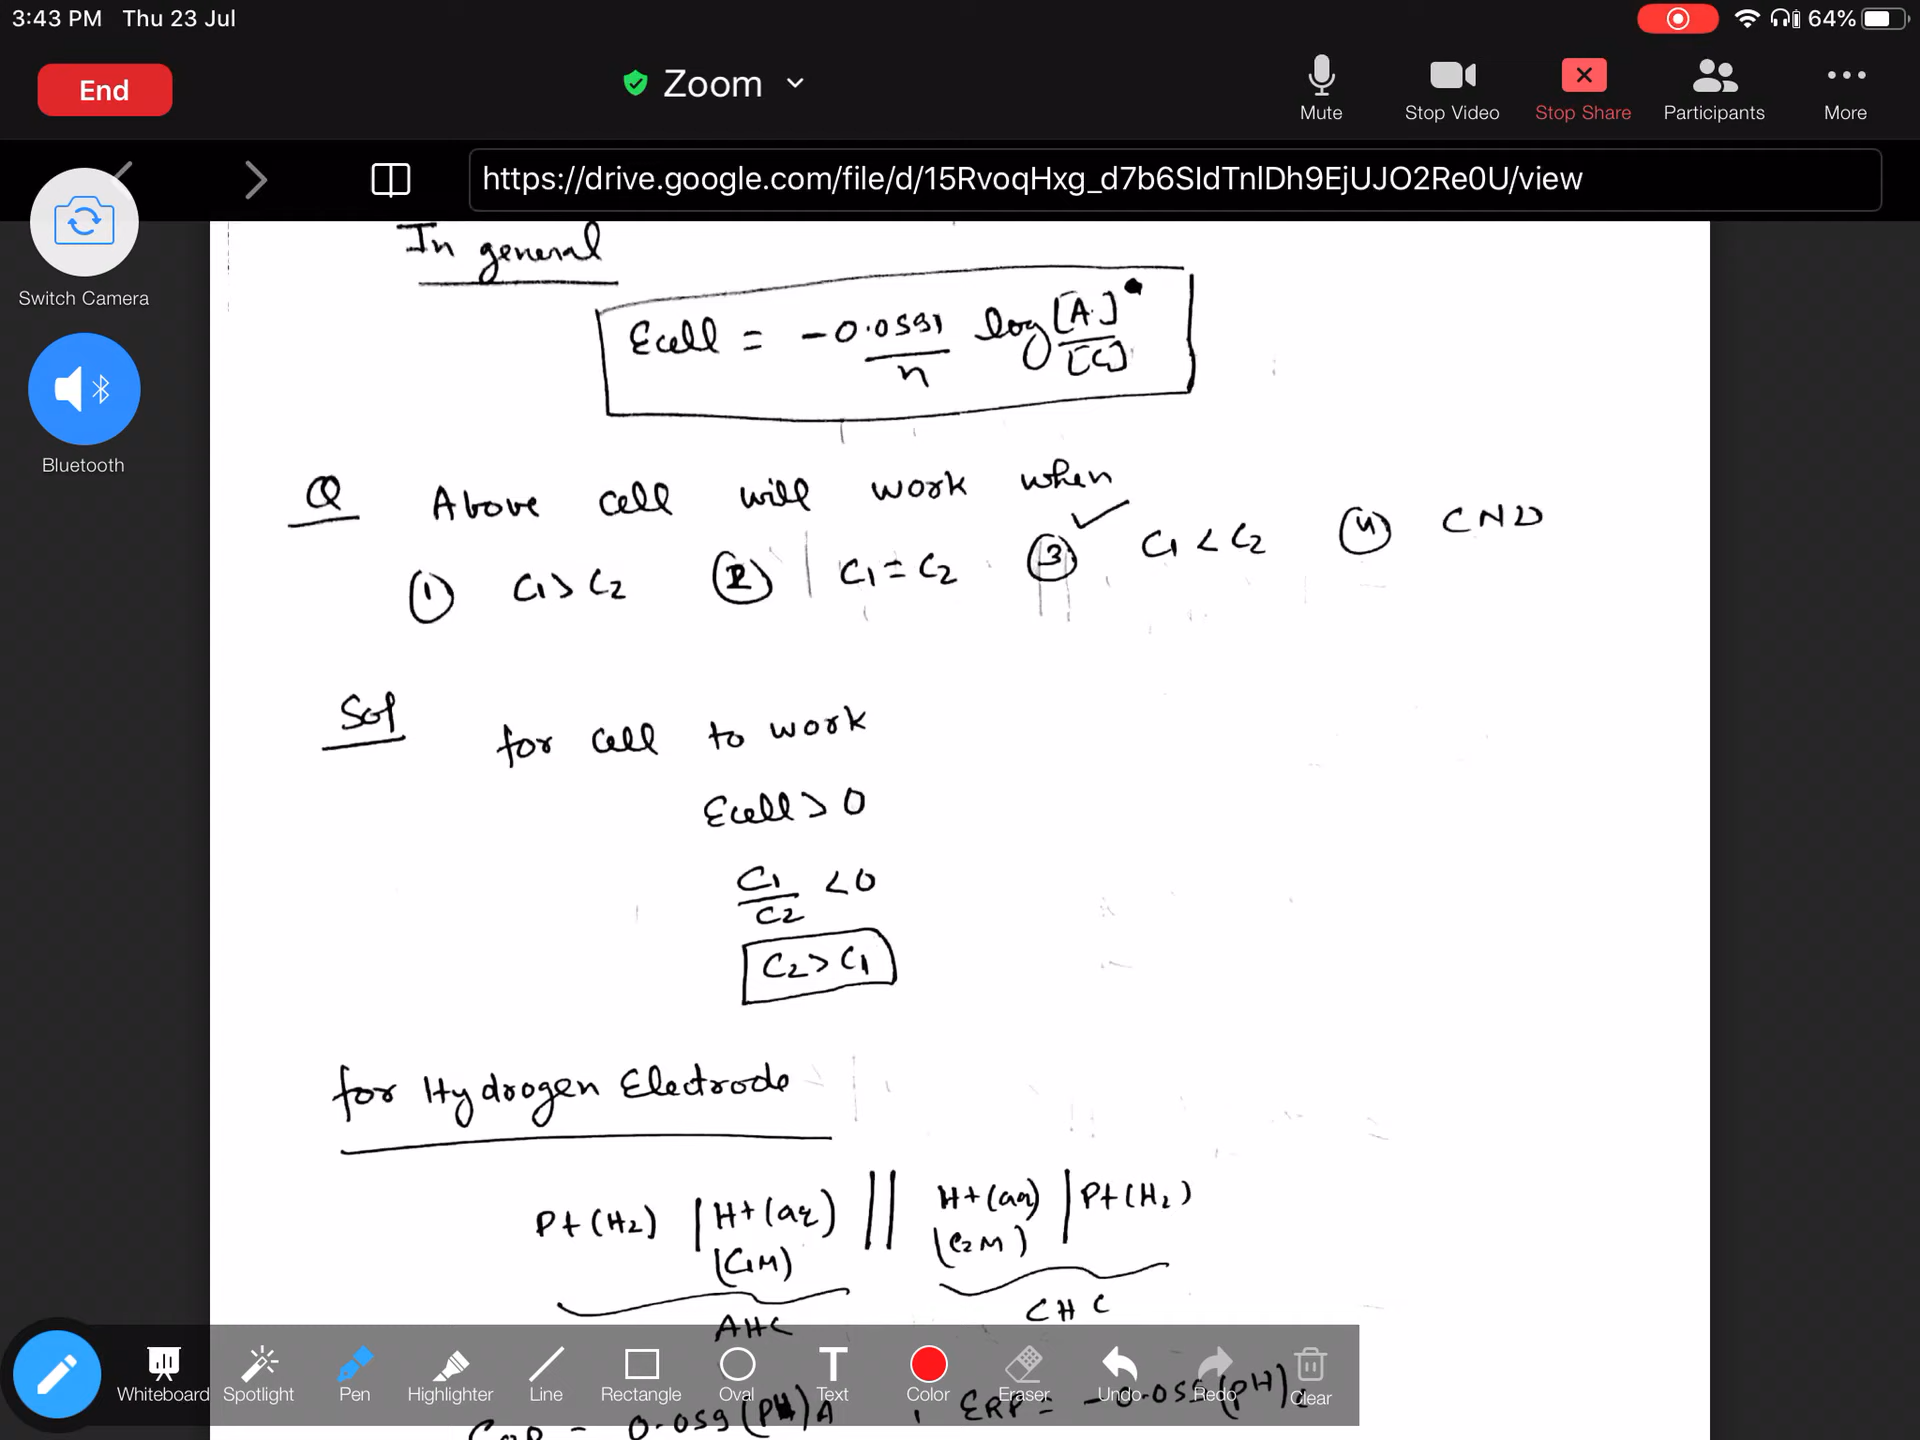 3:43 PM Thu 23 Jul
64%
End
Zoom
Mute
Stop Video
Stop Share
Participants
More
https://drive.google.com/file/d/15RvoqHxg_d7b6SIdTnlDh9EjUJO2Re0U/view
Switch Camera
Bluetooth
In general
Ecell = -0.0591/n log [A]/[C]
Q Above cell will work when
① C1 > C2 ② C1 = C2 ③ C1 < C2 ④ CND
Sol for cell to work
Ecell > 0
C1/C2 < 0
C2 > C1
for Hydrogen Electrode
Pt(H2) | H+(aq) || H+(aq) | Pt(H2)
(C1M) (C2M)
AHC CHC
Whiteboard
Spotlight
Pen
Highlighter
Line
Rectangle
Oval
Text
Color
Eraser
Undo
Redo
Clear
= 0.059 (PH)A , ERP = -0.059 (PH)